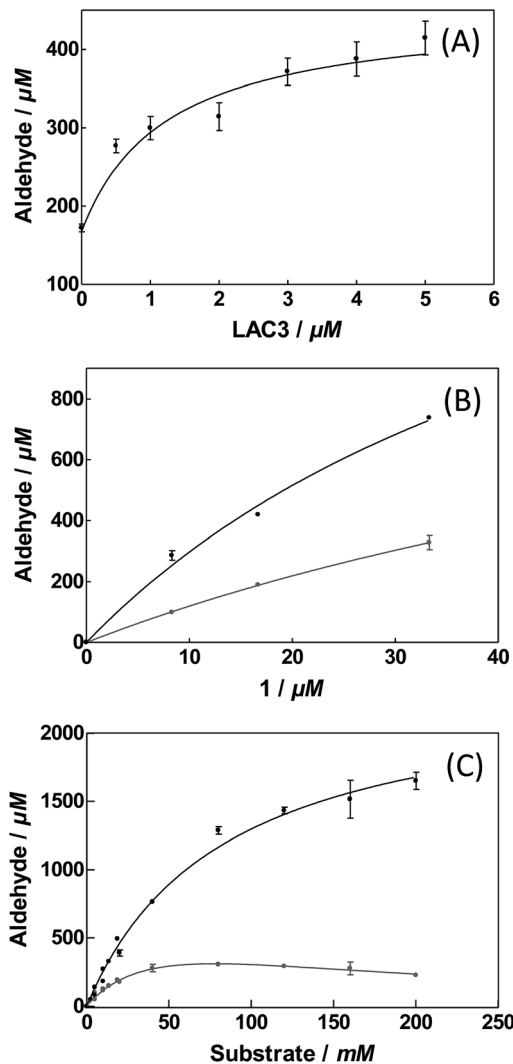 (A)
Aldehyde / µM
400
300
200
100
0 1 2 3 4 5 6
LAC3 / µM
(B)
Aldehyde / µM
800
600
400
200
0
0 10 20 30 40
1 / µM
(C)
Aldehyde / µM
2000
1500
1000
500
0
0 50 100 150 200 250
Substrate / mM